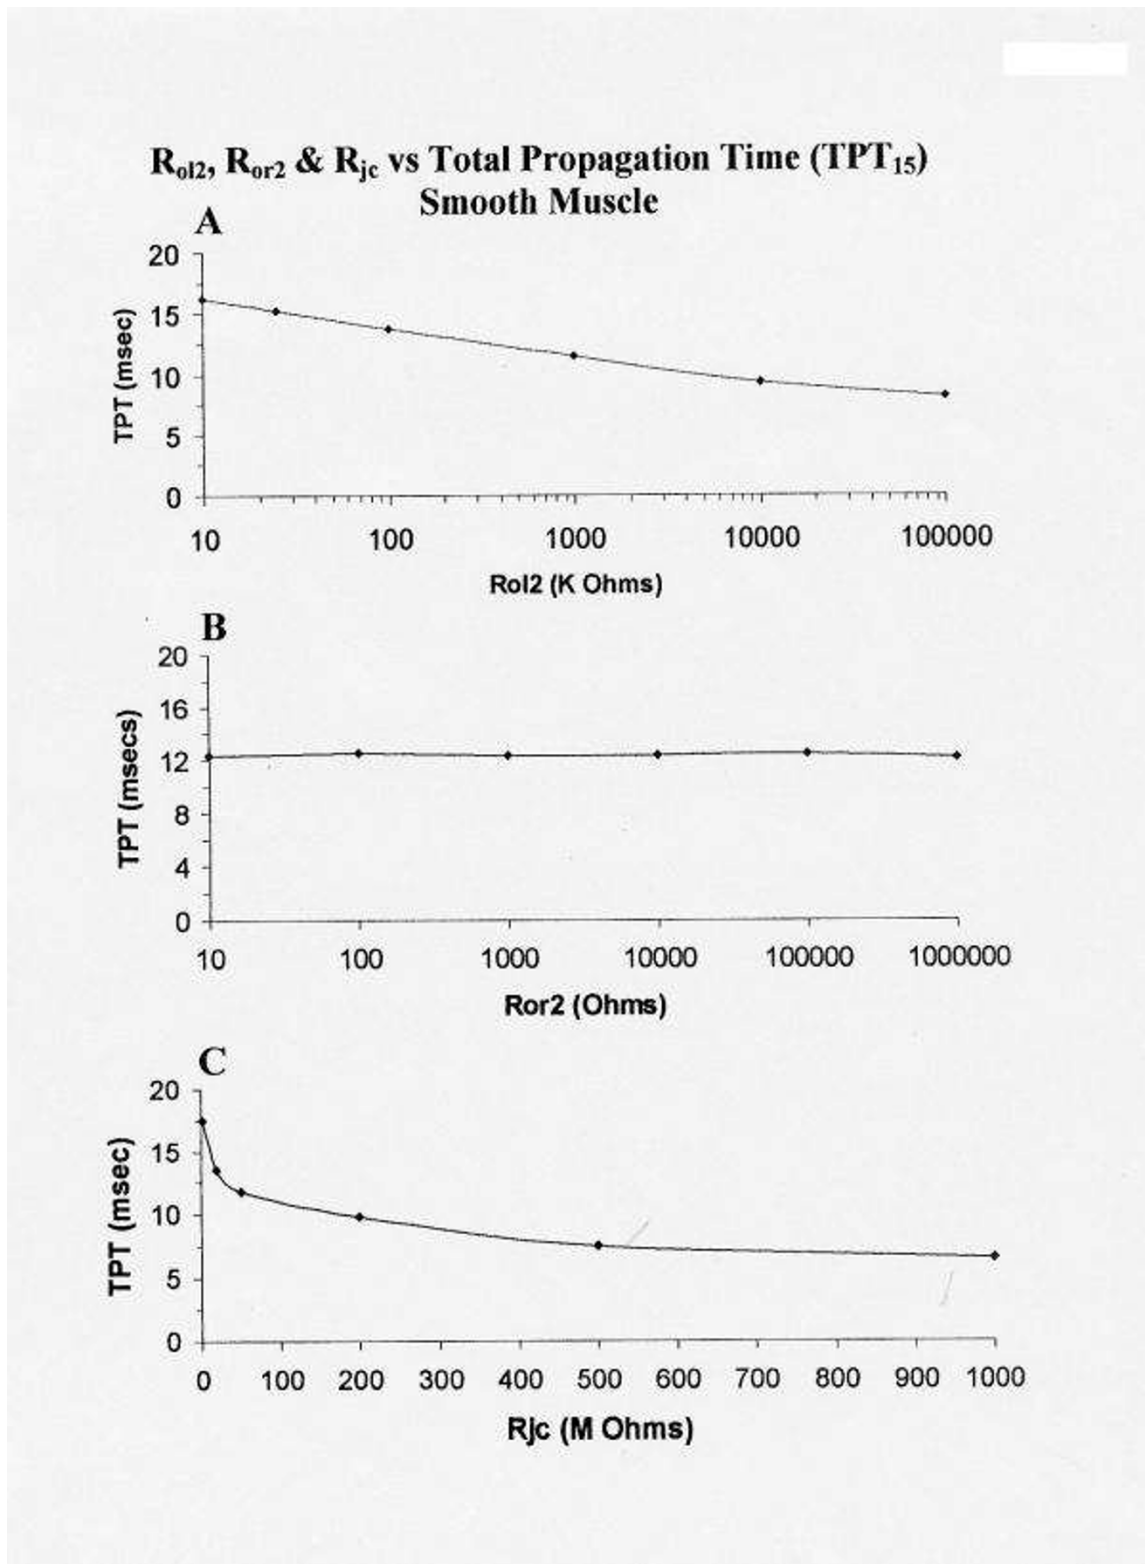 Rol2, Ror2 & Rjc vs Total Propagation Time (TPT15)
Smooth Muscle
A
20
15
10
5
0
TPT (msec)
10 100 1000 10000 100000
Rol2 (K Ohms)
B
20
16
12
8
4
0
TPT (msecs)
10 100 1000 10000 100000 1000000
Ror2 (Ohms)
C
20
15
10
5
0
TPT (msec)
0 100 200 300 400 500 600 700 800 900 1000
Rjc (M Ohms)